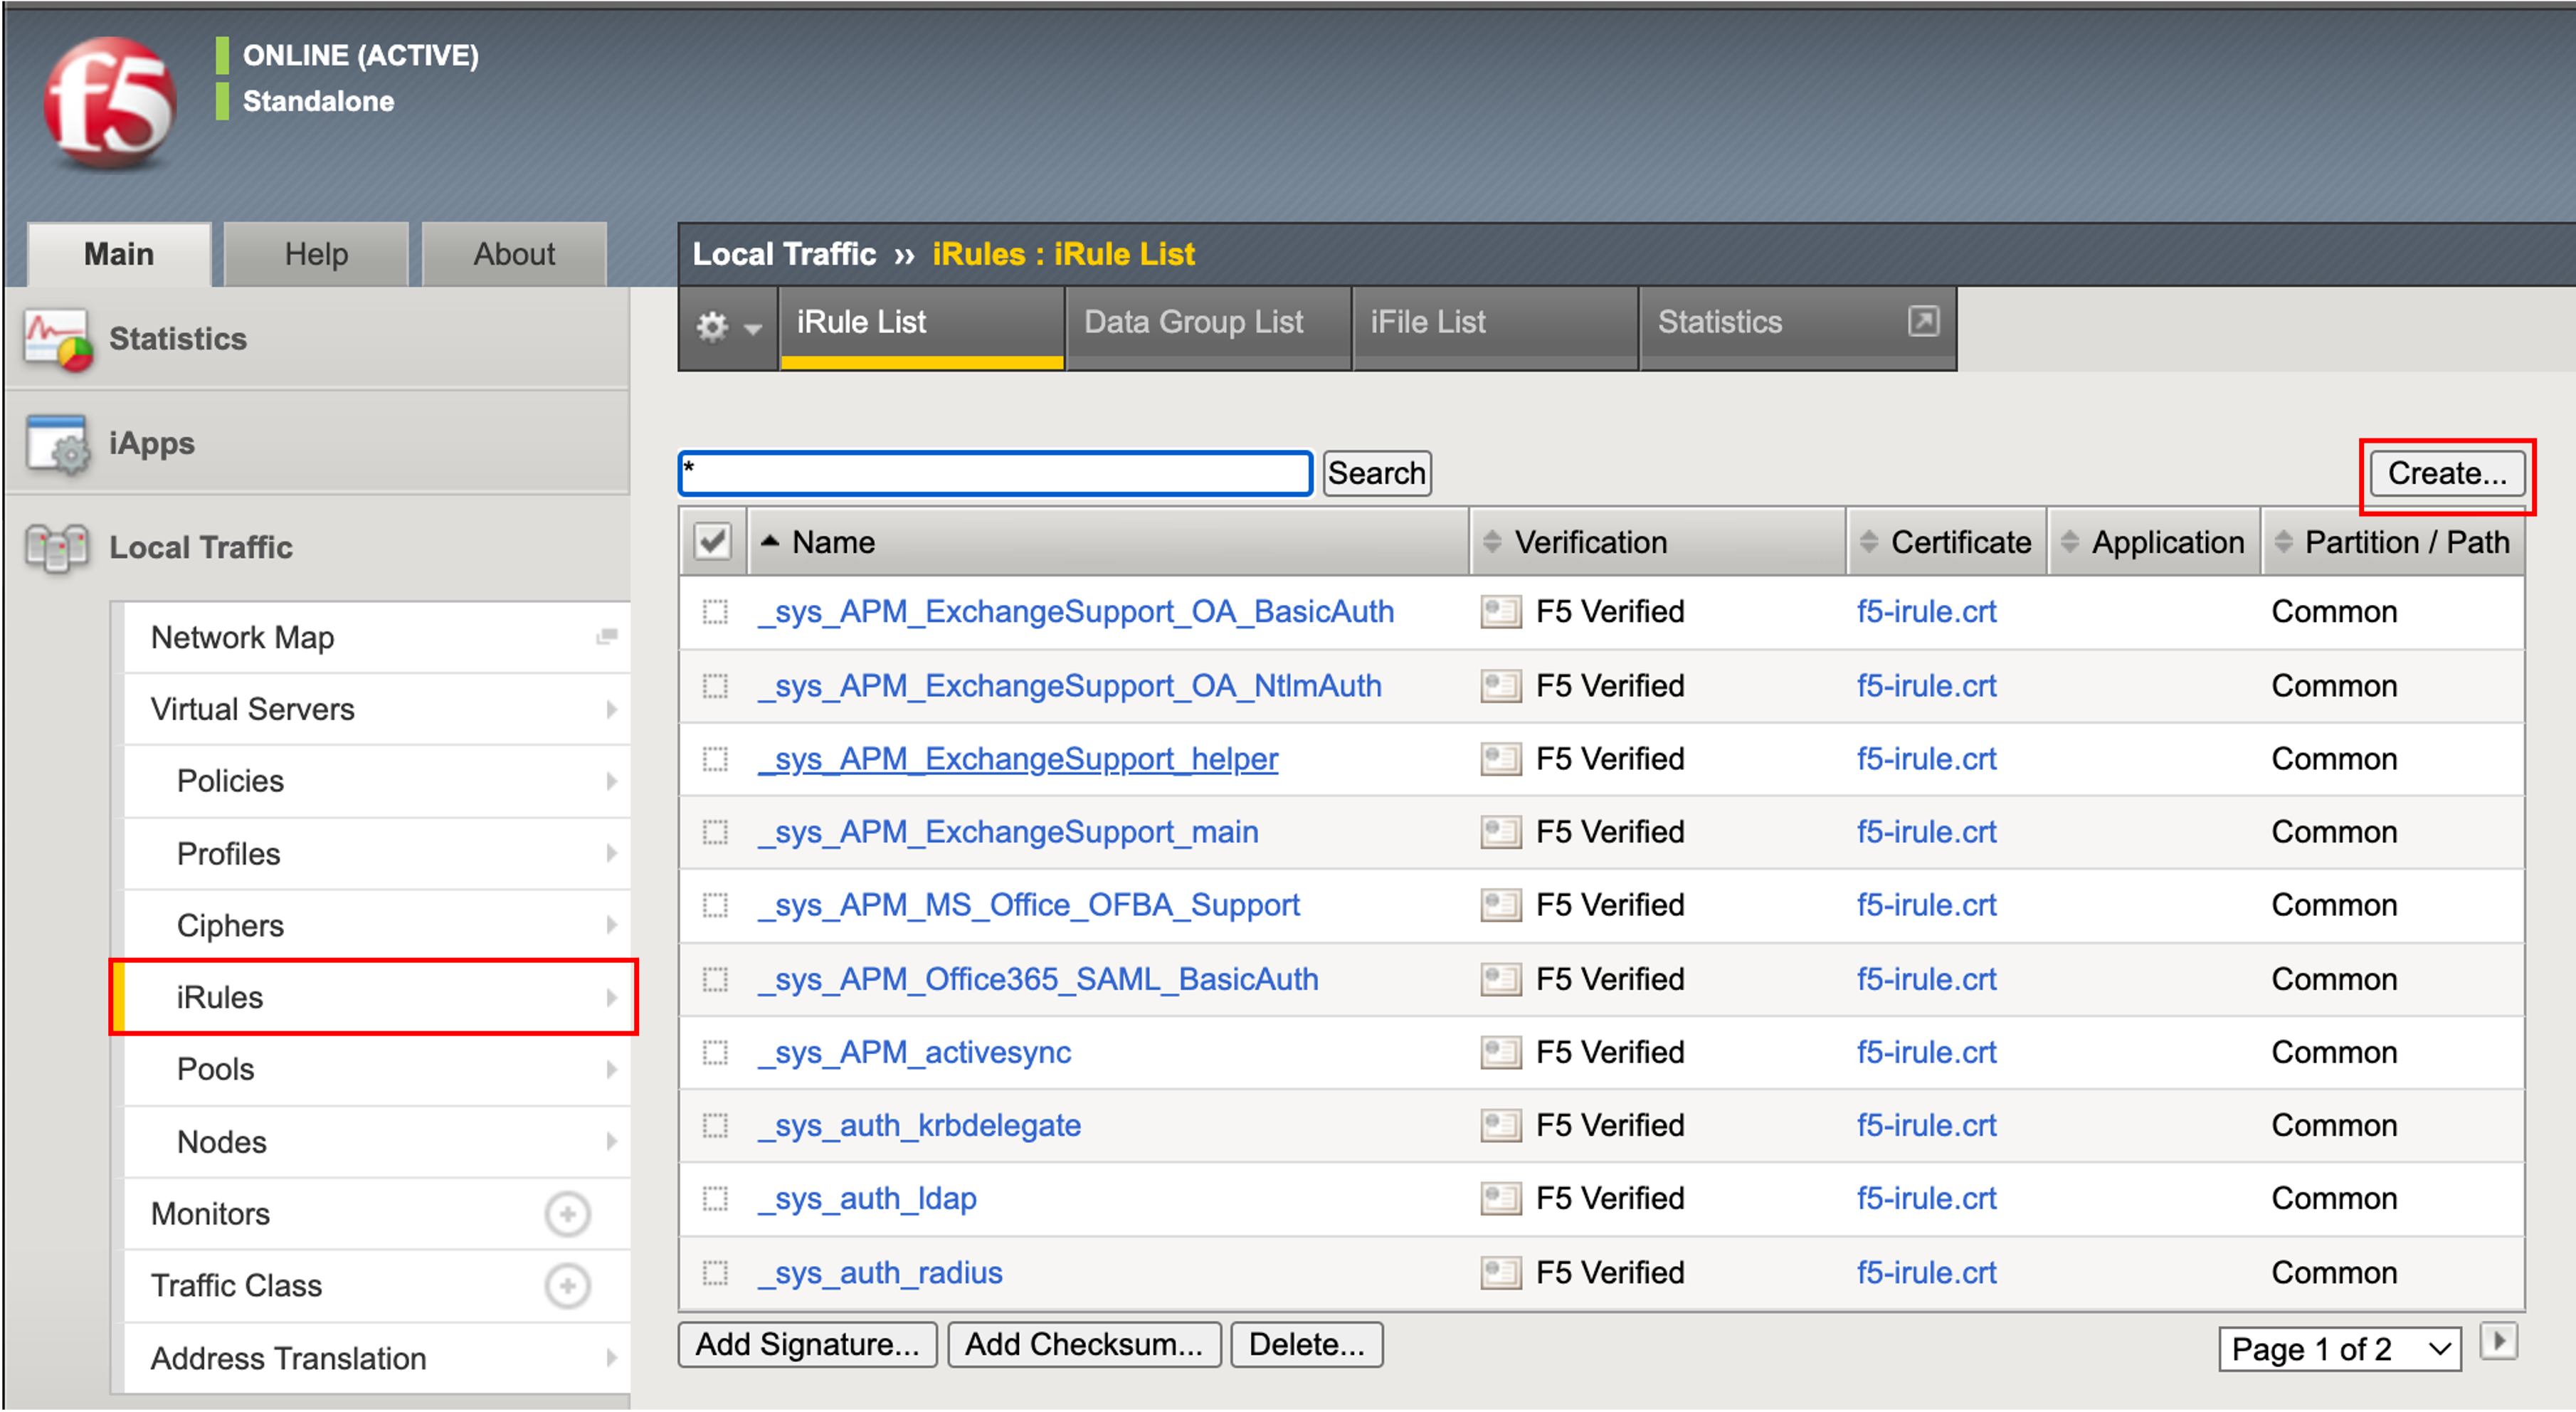 f5
ONLINE (ACTIVE)
Standalone
Main Help About
Local Traffic ›› iRules : iRule List
iRule List Data Group List iFile List Statistics
Statistics
iApps
Local Traffic
Network Map
Virtual Servers
Policies
Profiles
Ciphers
iRules
Pools
Nodes
Monitors
Traffic Class
Address Translation
* Search Create...
Name Verification Certificate Application Partition / Path
_sys_APM_ExchangeSupport_OA_BasicAuth F5 Verified f5-irule.crt Common
_sys_APM_ExchangeSupport_OA_NtlmAuth F5 Verified f5-irule.crt Common
_sys_APM_ExchangeSupport_helper F5 Verified f5-irule.crt Common
_sys_APM_ExchangeSupport_main F5 Verified f5-irule.crt Common
_sys_APM_MS_Office_OFBA_Support F5 Verified f5-irule.crt Common
_sys_APM_Office365_SAML_BasicAuth F5 Verified f5-irule.crt Common
_sys_APM_activesync F5 Verified f5-irule.crt Common
_sys_auth_krbdelegate F5 Verified f5-irule.crt Common
_sys_auth_ldap F5 Verified f5-irule.crt Common
_sys_auth_radius F5 Verified f5-irule.crt Common
Add Signature... Add Checksum... Delete... Page 1 of 2